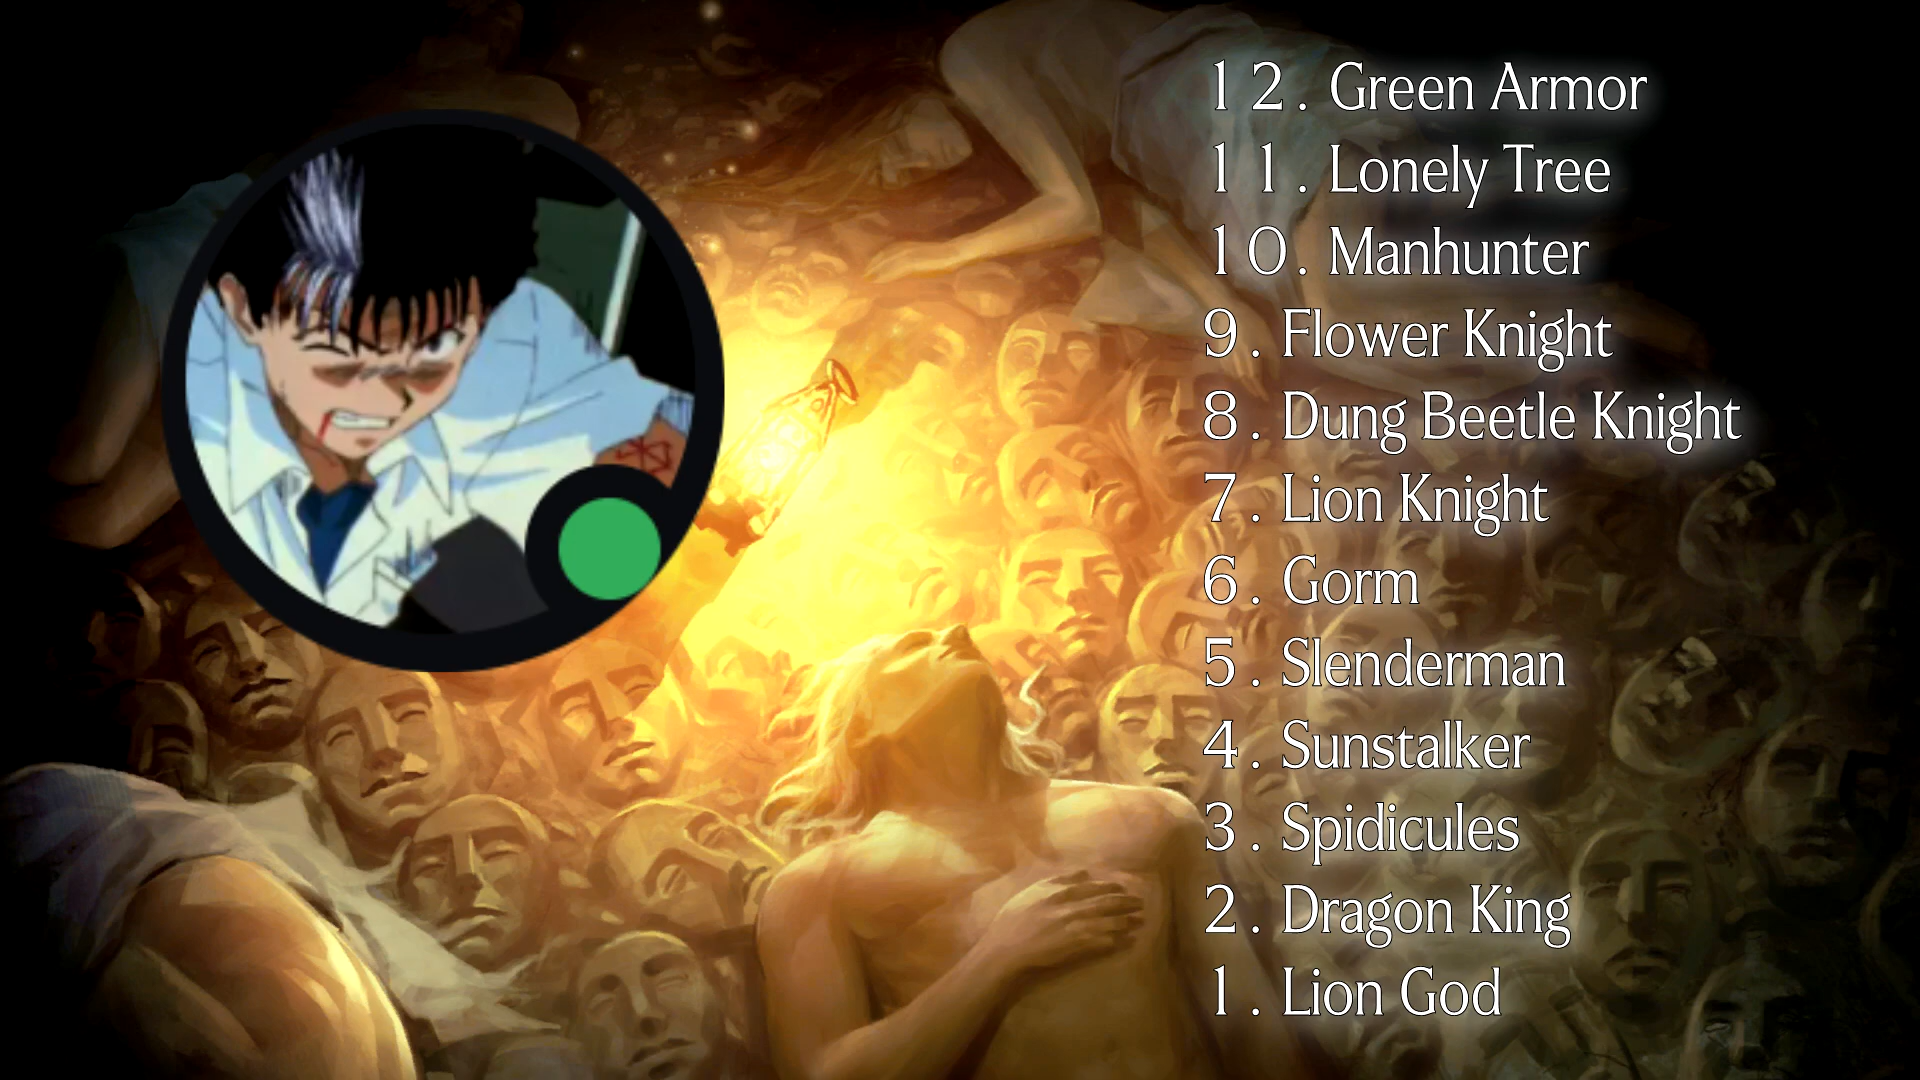 12. Green Armor
11. Lonely Tree
10. Manhunter
9. Flower Knight
8. Dung Beetle Knight
7. Lion Knight
6. Gorm
5. Slenderman
4. Sunstalker
3. Spidicules
2. Dragon King
1. Lion God